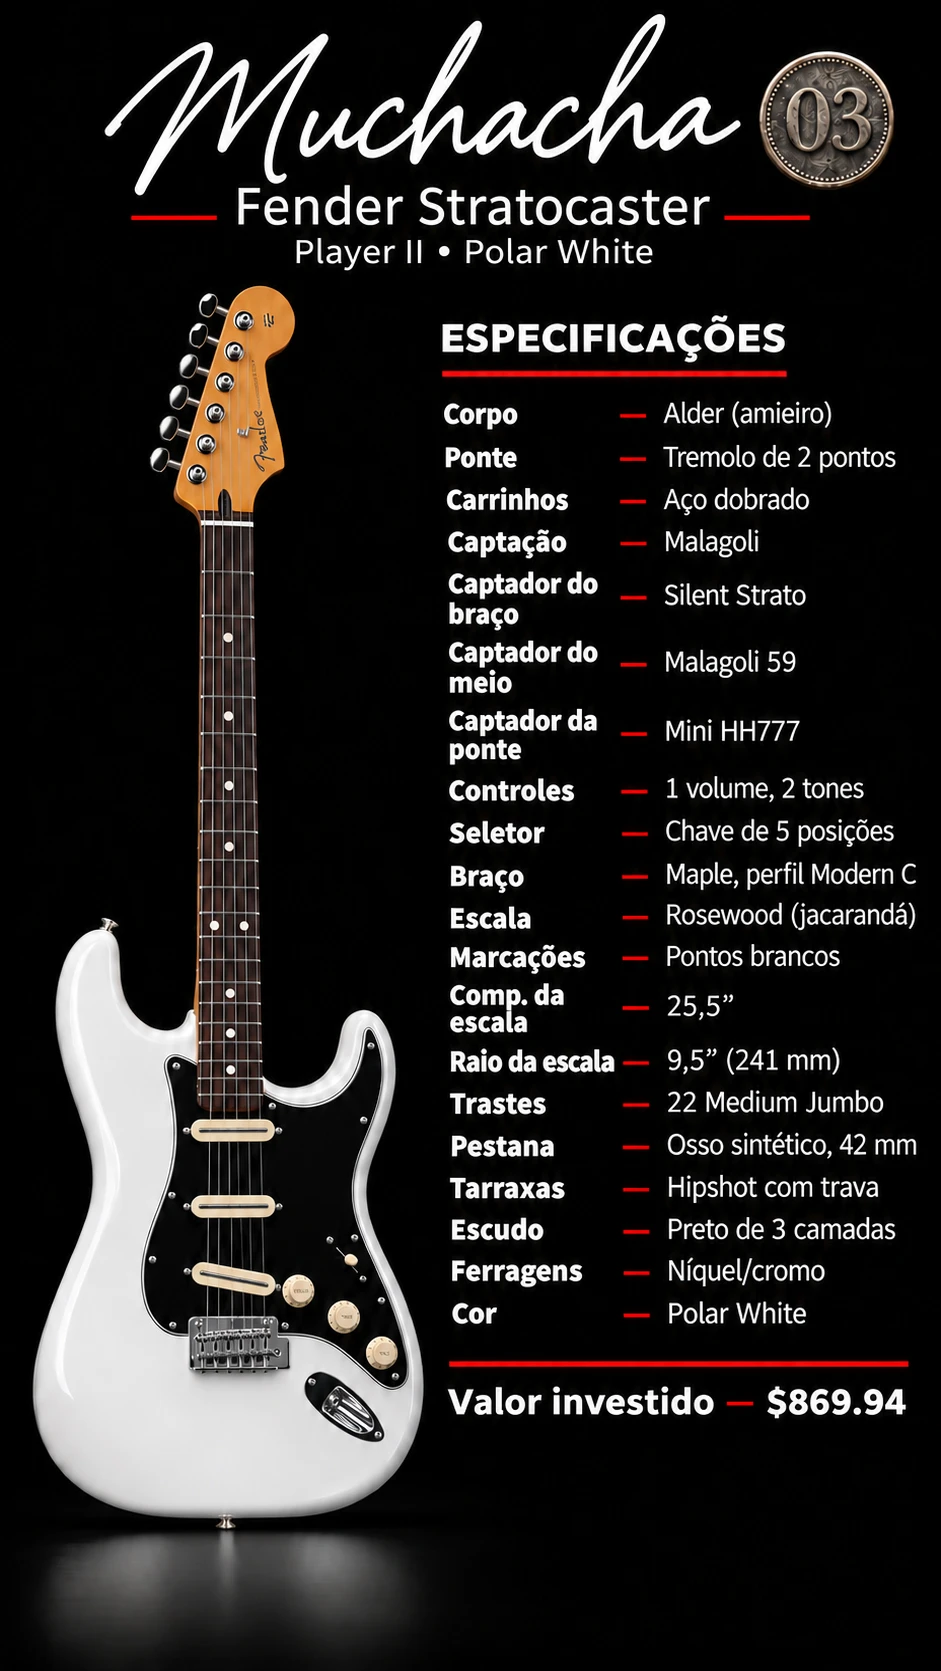 Muchacha
03
Fender Stratocaster
Player II • Polar White
Fender
ESPECIFICAÇÕES
Corpo — Alder (amieiro)
Ponte — Tremolo de 2 pontos
Carrinhos — Aço dobrado
Captação — Malagoli
Captador do
braço — Silent Strato
Captador do
meio — Malagoli 59
Captador da
ponte — Mini HH777
Controles — 1 volume, 2 tones
Seletor — Chave de 5 posições
Braço — Maple, perfil Modern C
Escala — Rosewood (jacarandá)
Marcações — Pontos brancos
Comp. da
escala — 25,5”
Raio da escala — 9,5” (241 mm)
Trastes — 22 Medium Jumbo
Pestana — Osso sintético, 42 mm
Tarraxas — Hipshot com trava
Escudo — Preto de 3 camadas
Ferragens — Níquel/cromo
Cor — Polar White
Valor investido — $869.94